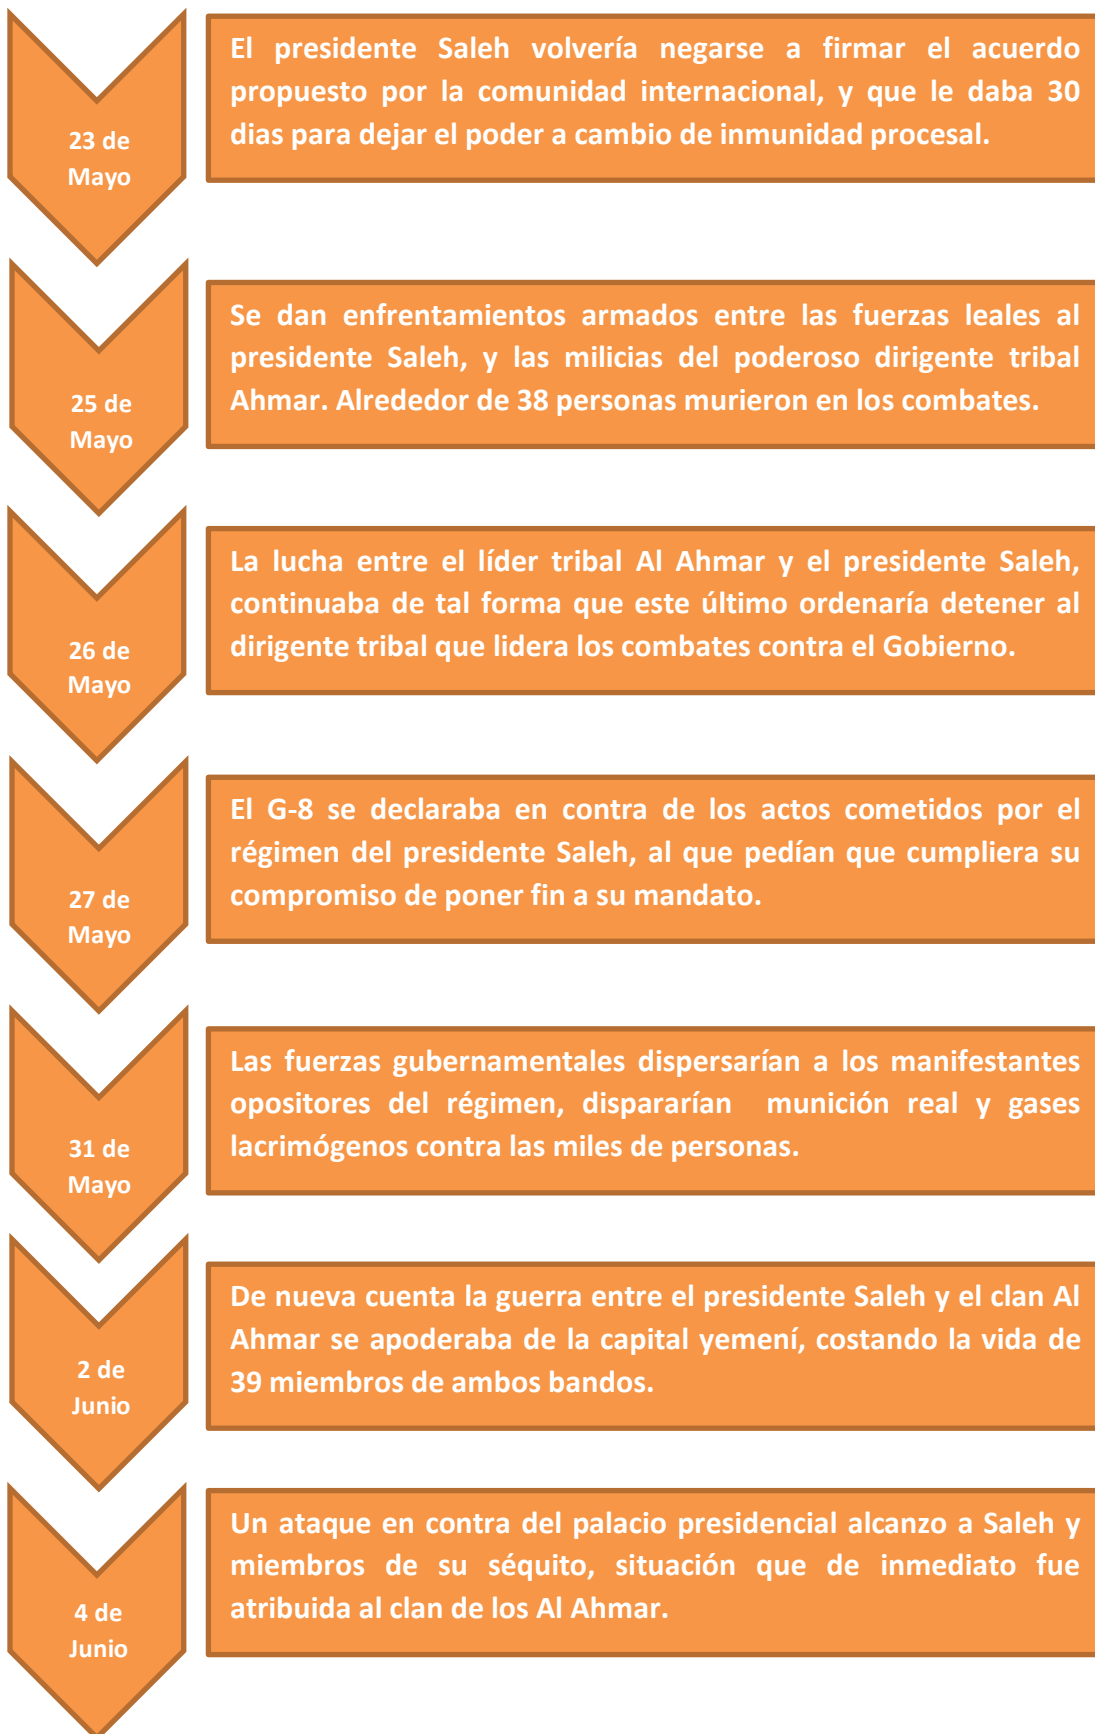 23 de
Mayo
El presidente Saleh volvería negarse a firmar el acuerdo
propuesto por la comunidad internacional, y que le daba 30
dias para dejar el poder a cambio de inmunidad procesal.
25 de
Mayo
Se dan enfrentamientos armados entre las fuerzas leales al
presidente Saleh, y las milicias del poderoso dirigente tribal
Ahmar. Alrededor de 38 personas murieron en los combates.
26 de
Mayo
La lucha entre el líder tribal Al Ahmar y el presidente Saleh,
continuaba de tal forma que este último ordenaría detener al
dirigente tribal que lidera los combates contra el Gobierno.
27 de
Mayo
El G-8 se declaraba en contra de los actos cometidos por el
régimen del presidente Saleh, al que pedían que cumpliera su
compromiso de poner fin a su mandato.
31 de
Mayo
Las fuerzas gubernamentales dispersarían a los manifestantes
opositores del régimen, dispararían munición real y gases
lacrimógenos contra las miles de personas.
2 de
Junio
De nueva cuenta la guerra entre el presidente Saleh y el clan Al
Ahmar se apoderaba de la capital yemení, costando la vida de
39 miembros de ambos bandos.
4 de
Junio
Un ataque en contra del palacio presidencial alcanzo a Saleh y
miembros de su séquito, situación que de inmediato fue
atribuida al clan de los Al Ahmar.